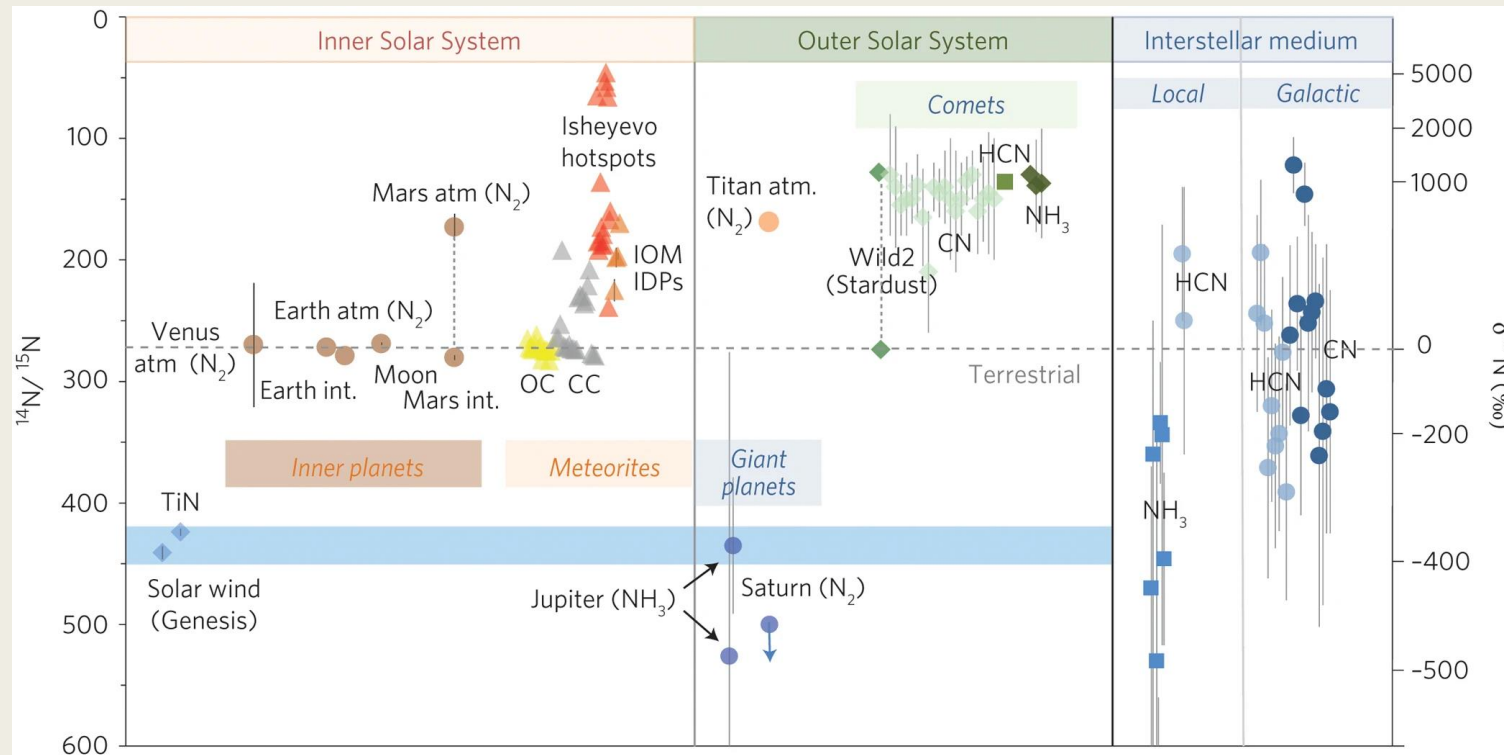 0
Inner Solar System
Outer Solar System
Interstellar medium
5000
Local
Galactic
Comets
100
2000
Isheyevo
hotspots
HCN
1000
Mars atm (N₂)
Titan atm.
(N₂)
NH₃
200
IOM
IDPs
Wild2
(Stardust)
CN
HCN
Earth atm (N₂)
Venus
atm (N₂)
0
CN
14N/ 15N
300
Earth int.
Moon
Mars int.
OC CC
Terrestrial
HCN
N (‰)
-200
Inner planets
Meteorites
Giant
planets
400
TiN
NH₃
-400
Solar wind
(Genesis)
Jupiter (NH₃)
Saturn (N₂)
500
-500
600